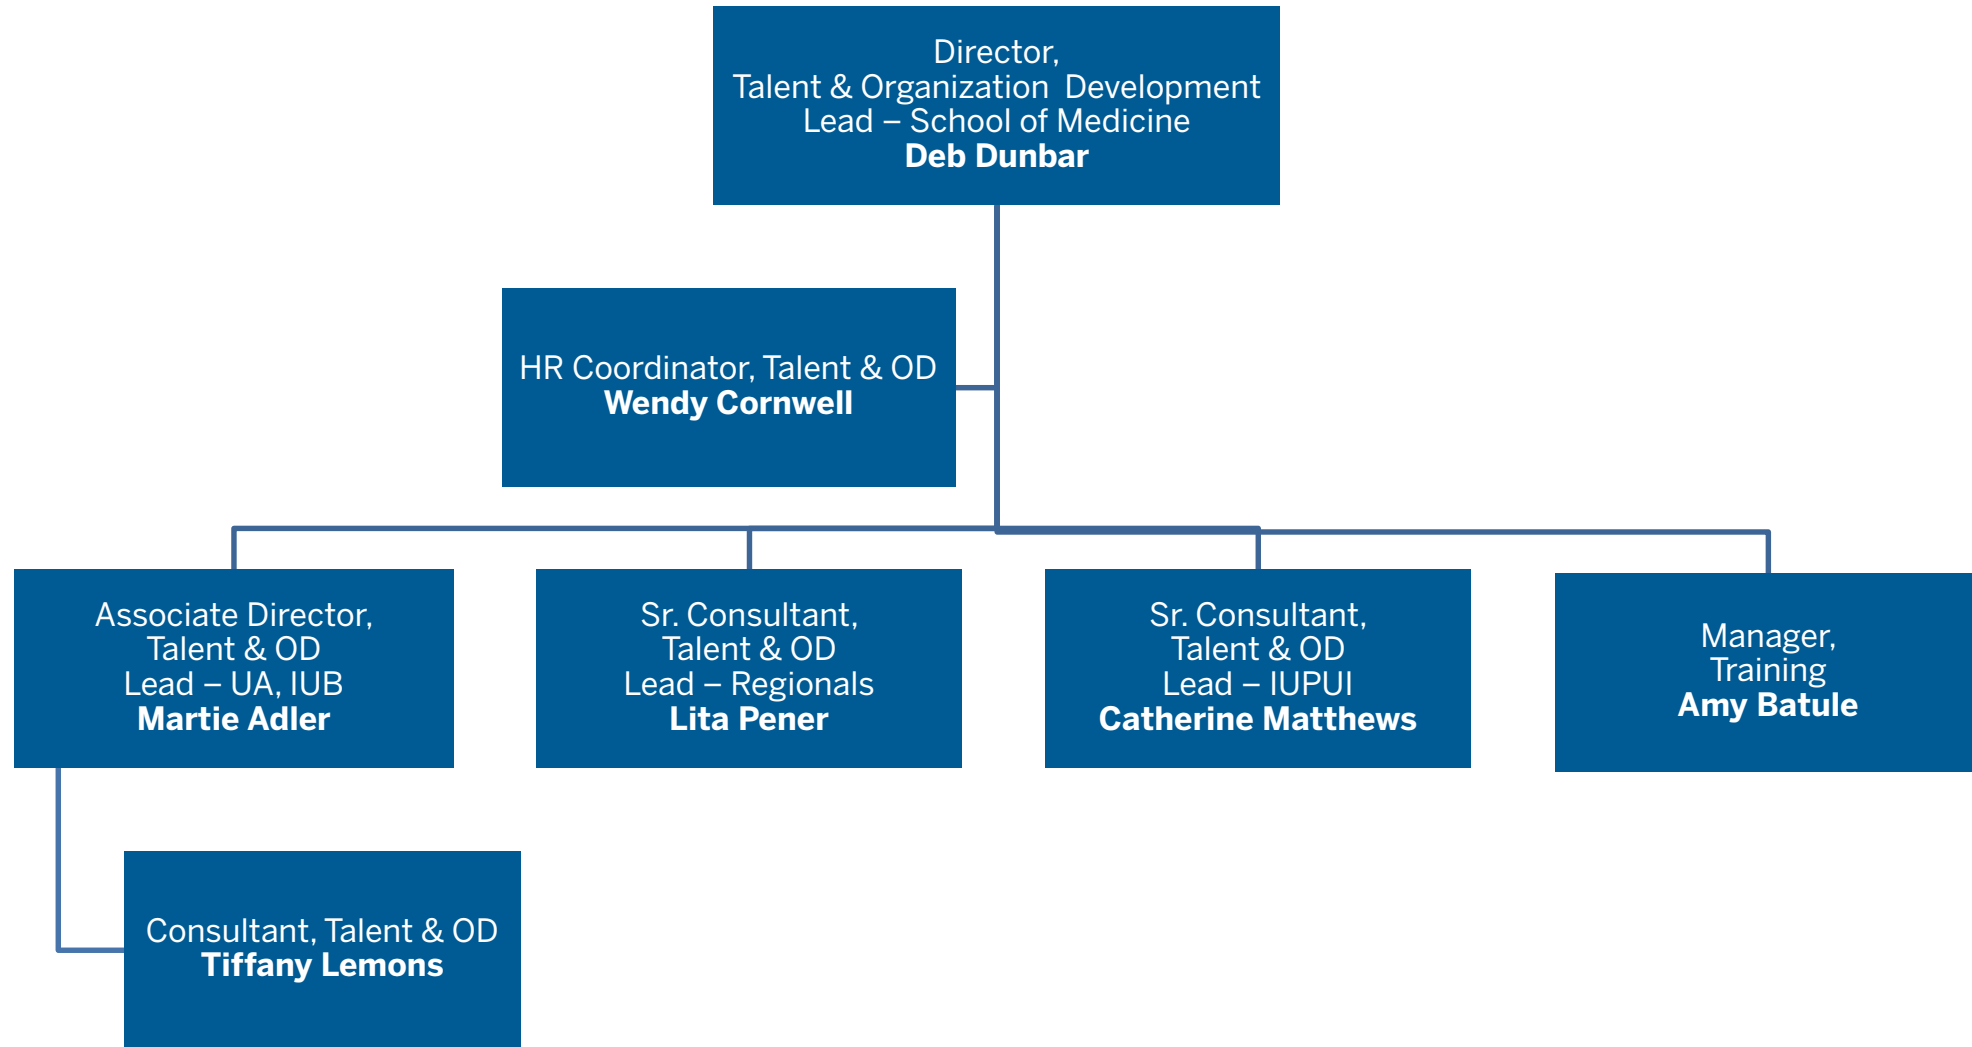 Director,
Talent & Organization Development
Lead – School of Medicine
Deb Dunbar
HR Coordinator, Talent & OD
Wendy Cornwell
Associate Director,
Talent & OD
Lead – UA, IUB
Martie Adler
Sr. Consultant,
Talent & OD
Lead – Regionals
Lita Pener
Sr. Consultant,
Talent & OD
Lead – IUPUI
Catherine Matthews
Manager,
Training
Amy Batule
Consultant, Talent & OD
Tiffany Lemons